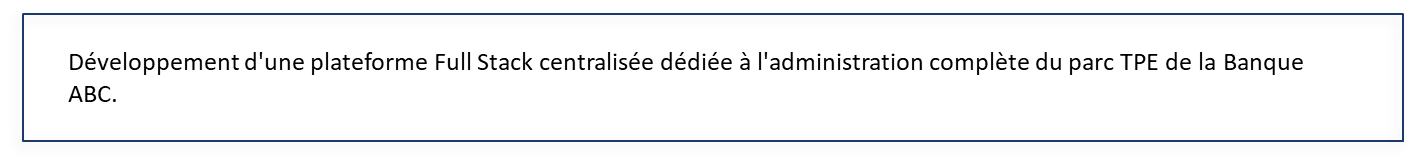 Développement d'une plateforme Full Stack centralisée dédiée à l'administration complète du parc TPE de la Banque
ABC.